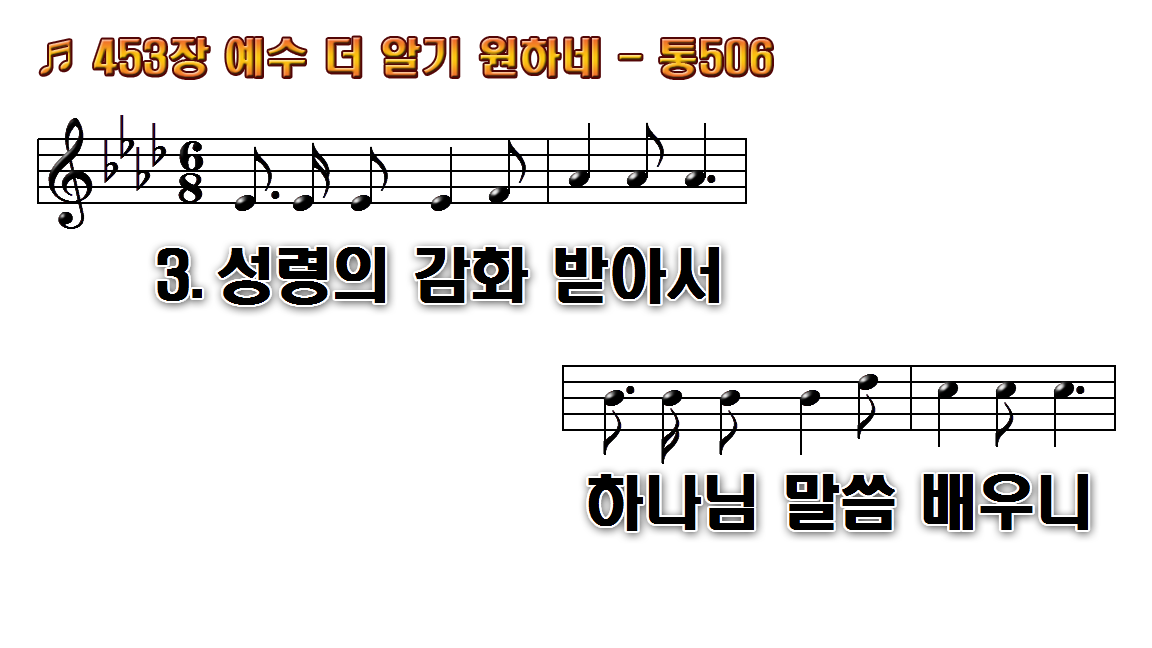 ♬ 453장 예수 더 알기 원하네 - 통506
3. 성령의 감화 받아서
하나님 말씀 배우니